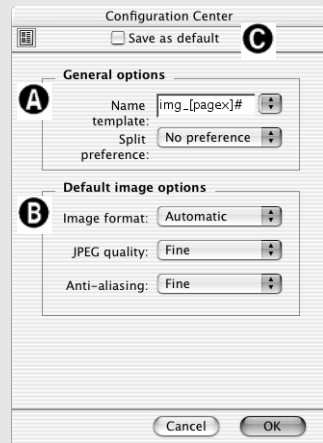 Configuration Center
Save as default
C
A
General options
Name template: img_[pagex]#
Split preference: No preference
B
Default image options
Image format: Automatic
JPEG quality: Fine
Anti-aliasing: Fine
Cancel OK